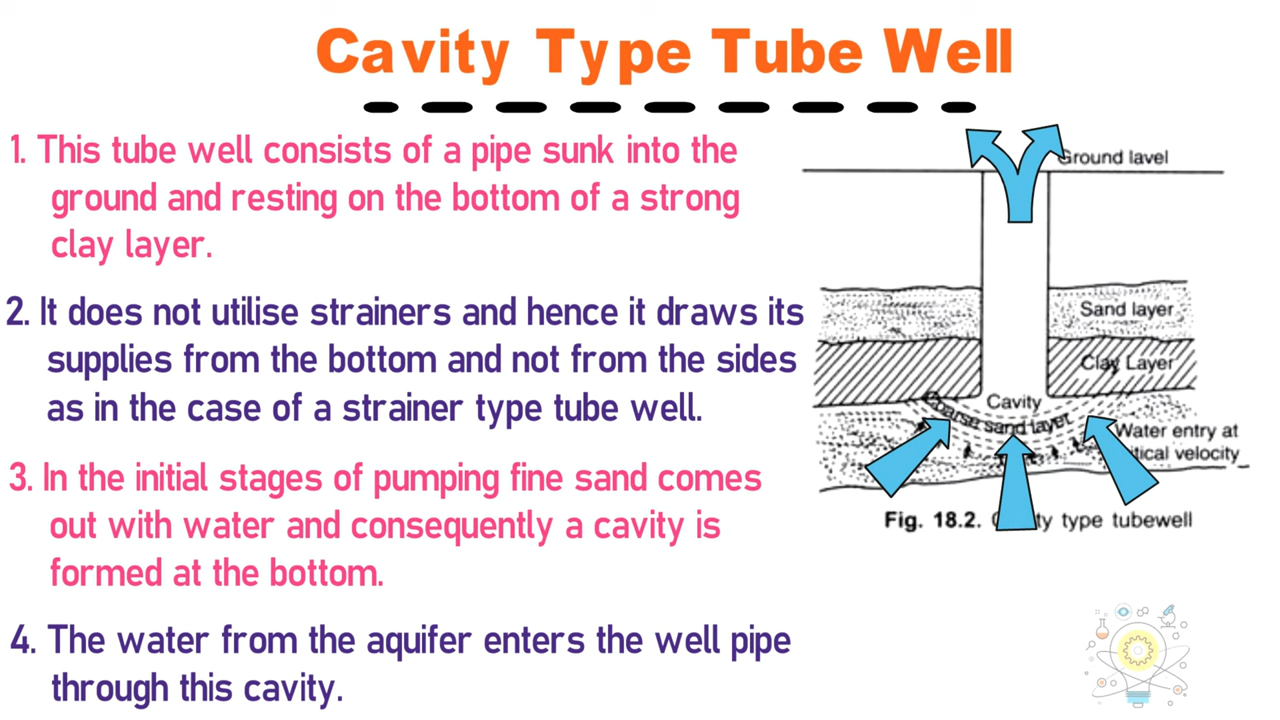 Cavity Type Tube Well
1. This tube well consists of a pipe sunk into the
ground and resting on the bottom of a strong
clay layer.
2. It does not utilise strainers and hence it draws its
supplies from the bottom and not from the sides
as in the case of a strainer type tube well.
3. In the initial stages of pumping fine sand comes
out with water and consequently a cavity is
formed at the bottom.
4. The water from the aquifer enters the well pipe
through this cavity.
Ground lavel
Sand layer
Clay Layer
Cavity
Coarse sand layer
Water entry at
velocity
Fig. 18.2. type tubewell